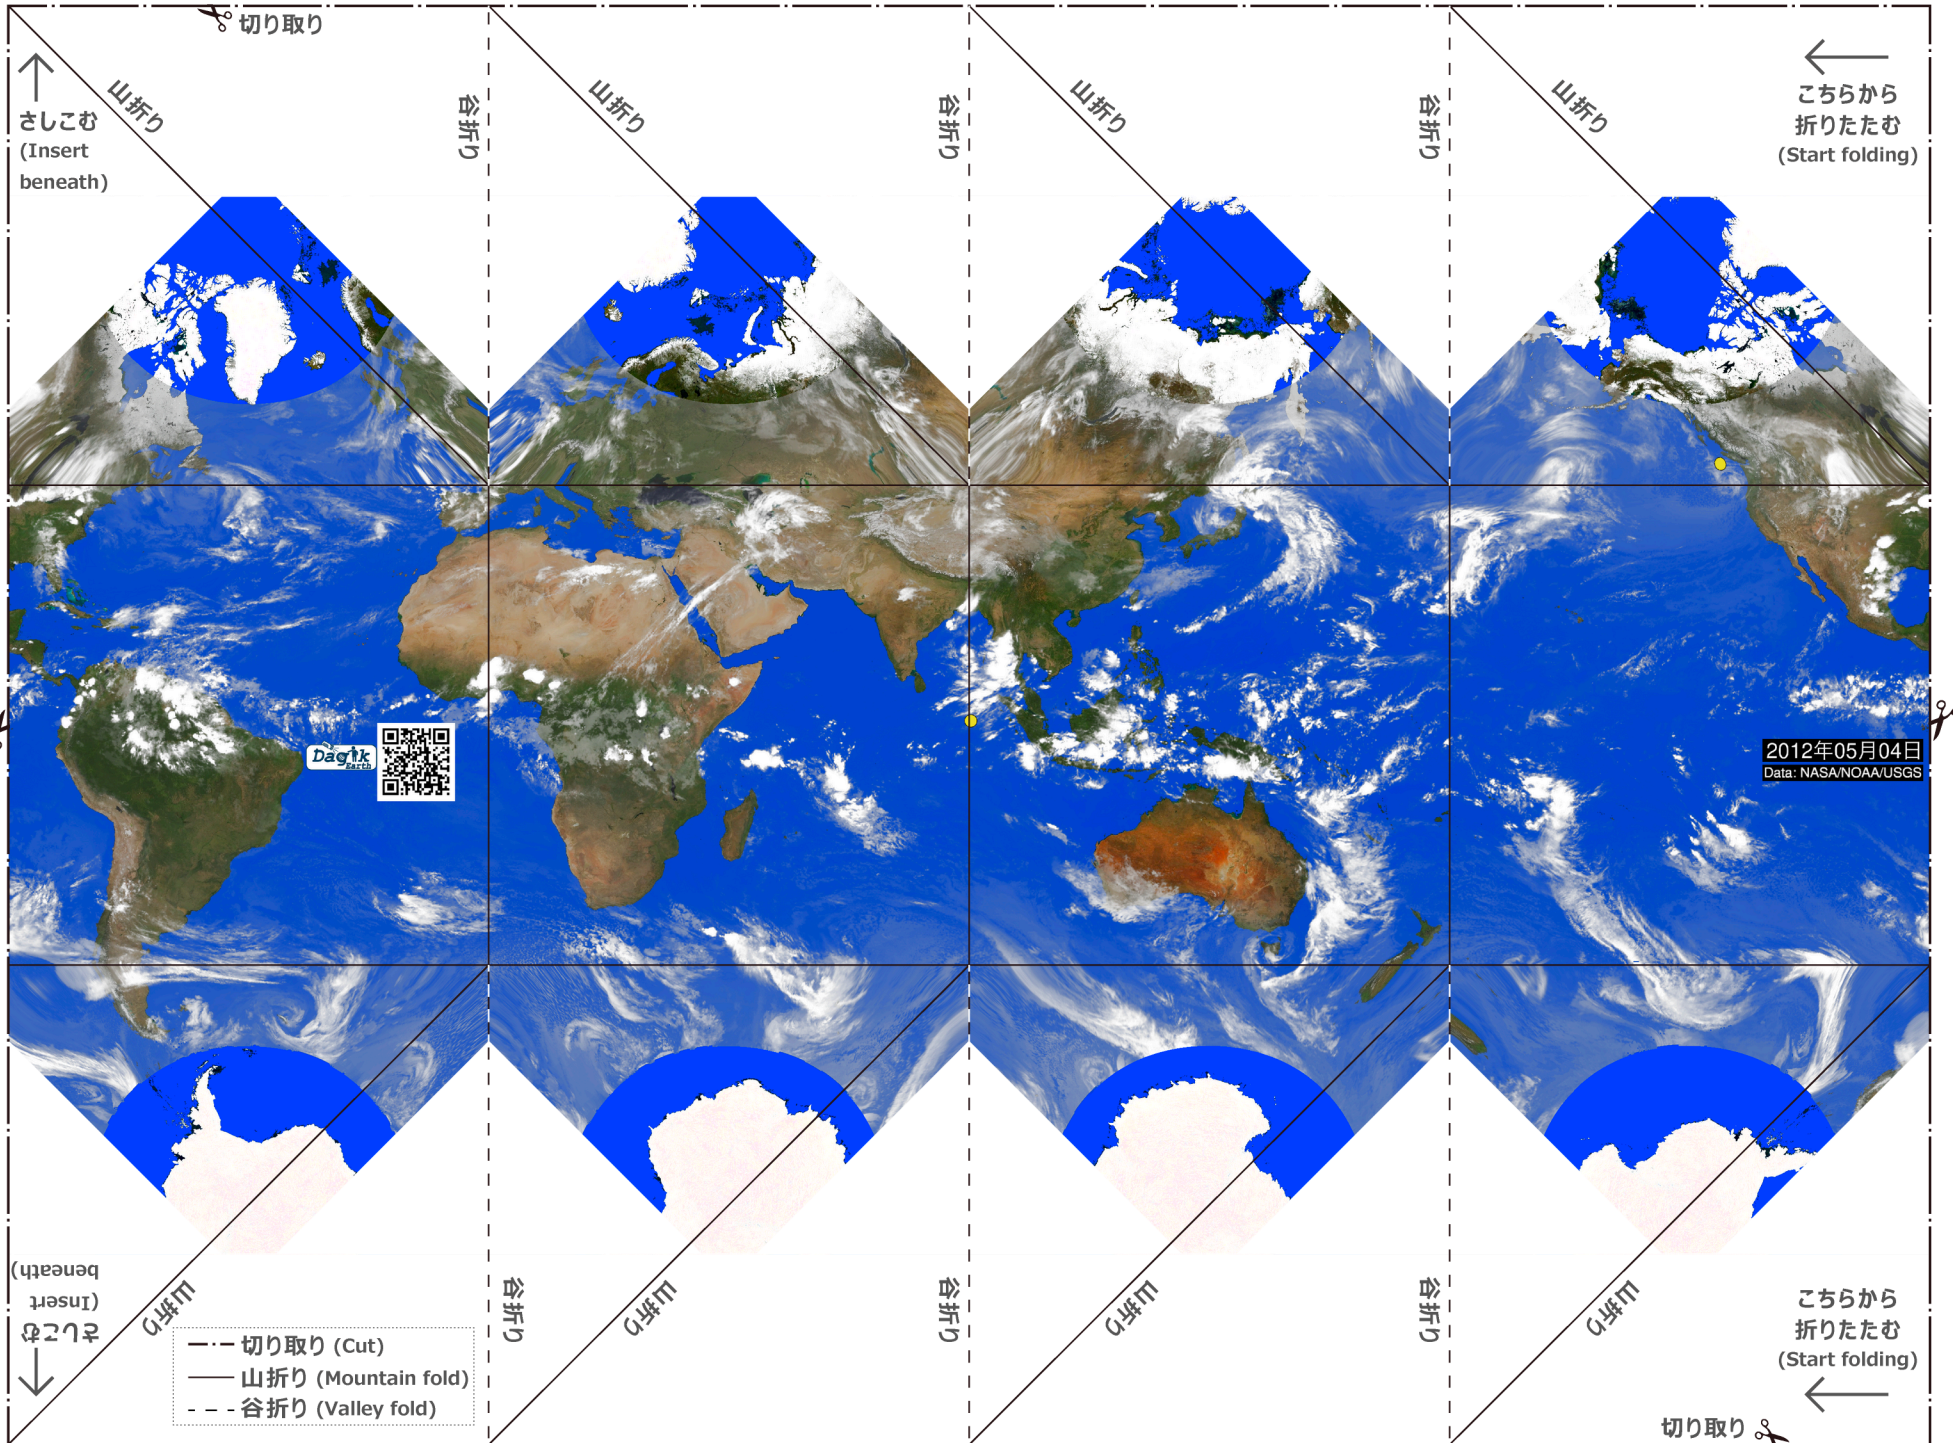 切り取り
山折り
谷折り
山折り
谷折り
山折り
谷折り
山折り
さしこむ
(Insert
beneath)
こちらから
折りたたむ
(Start folding)
Dagik
Earth
2012年05月04日
Data: NASA/NOAA/USGS
さしこむ
(Insert
beneath)
山折り
谷折り
山折り
谷折り
山折り
谷折り
山折り
こちらから
折りたたむ
(Start folding)
切り取り (Cut)
山折り (Mountain fold)
谷折り (Valley fold)
切り取り